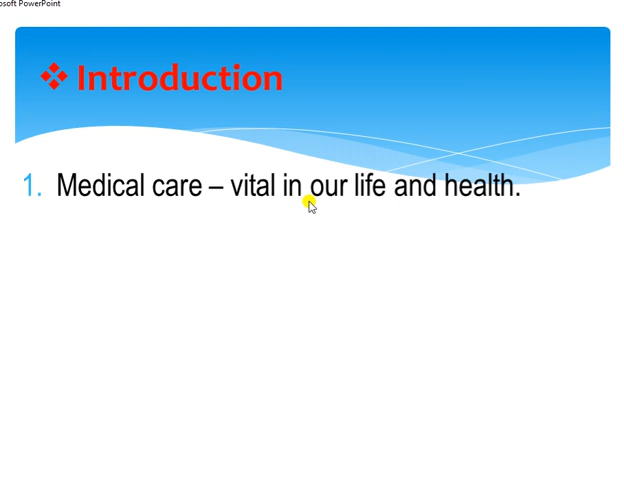 osoft PowerPoint
❖ Introduction
1. Medical care – vital in our life and health.